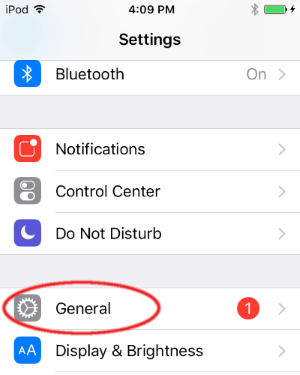 iPod 4:09 PM
Settings
Bluetooth On
Notifications
Control Center
Do Not Disturb
General 1
AA Display & Brightness